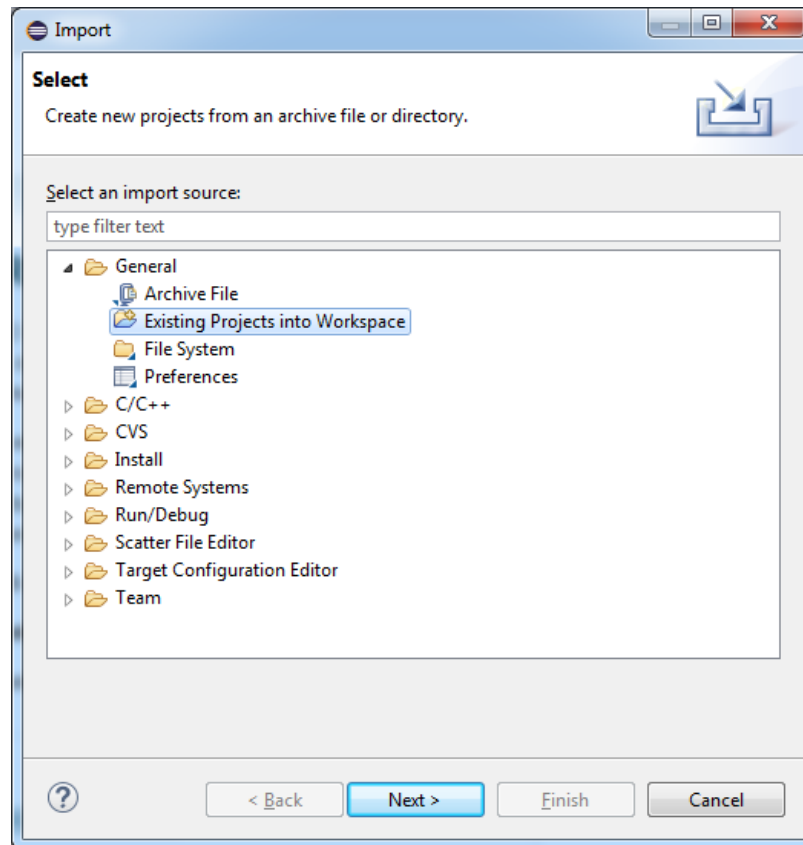 Import
Select
Create new projects from an archive file or directory.
Select an import source:
type filter text
General
Archive File
Existing Projects into Workspace
File System
Preferences
C/C++
CVS
Install
Remote Systems
Run/Debug
Scatter File Editor
Target Configuration Editor
Team
? < Back Next > Finish Cancel